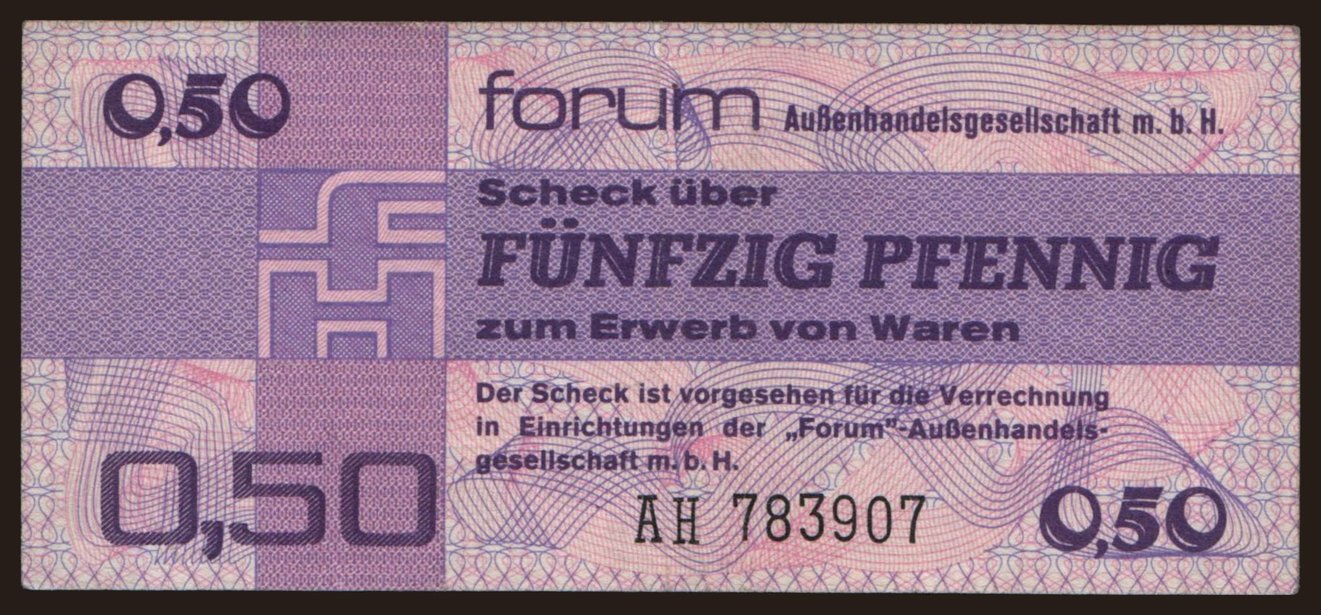 0,50
forum Außenhandelsgesellschaft m. b. H.
Scheck über
FÜNFZIG PFENNIG
zum Erwerb von Waren
Der Scheck ist vorgesehen für die Verrechnung
in Einrichtungen der „Forum”-Außenhandels-
gesellschaft m. b. H.
0,50
AH 783907
0,50